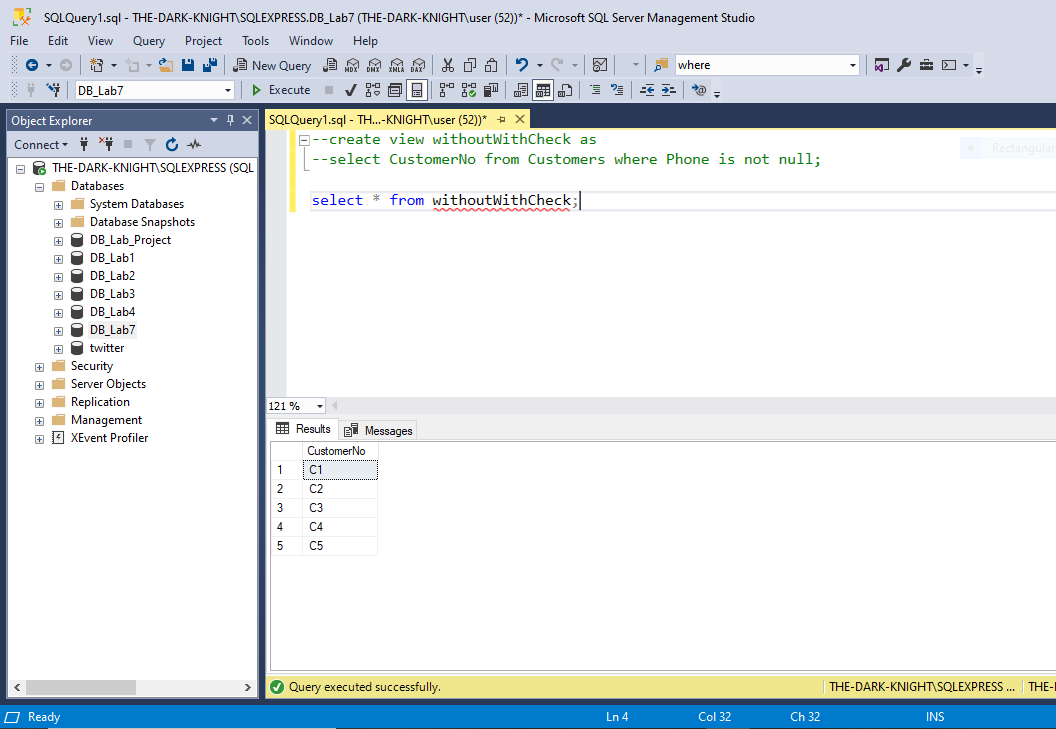 SQLQuery1.sql - THE-DARK-KNIGHT\SQLEXPRESS.DB_Lab7 (THE-DARK-KNIGHT\user (52))* - Microsoft SQL Server Management Studio
File Edit View Query Project Tools Window Help
New Query MDX DMX XMLA DAX where
DB_Lab7 Execute
Object Explorer
SQLQuery1.sql - TH...-KNIGHT\user (52))*
Connect
THE-DARK-KNIGHT\SQLEXPRESS (SQL
Databases
System Databases
Database Snapshots
DB_Lab_Project
DB_Lab1
DB_Lab2
DB_Lab3
DB_Lab4
DB_Lab7
twitter
Security
Server Objects
Replication
Management
XEvent Profiler
--create view withoutWithCheck as
--select CustomerNo from Customers where Phone is not null;
select * from withoutWithCheck;
Rectangular
121 %
Results Messages
CustomerNo
1 C1
2 C2
3 C3
4 C4
5 C5
Query executed successfully. THE-DARK-KNIGHT\SQLEXPRESS ... THE-D
Ready Ln 4 Col 32 Ch 32 INS